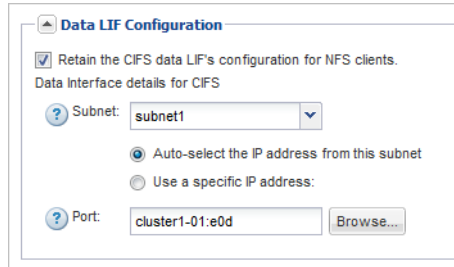 Data LIF Configuration
Retain the CIFS data LIF's configuration for NFS clients.
Data Interface details for CIFS
? Subnet: subnet1
Auto-select the IP address from this subnet
Use a specific IP address:
? Port: cluster1-01:e0d Browse...